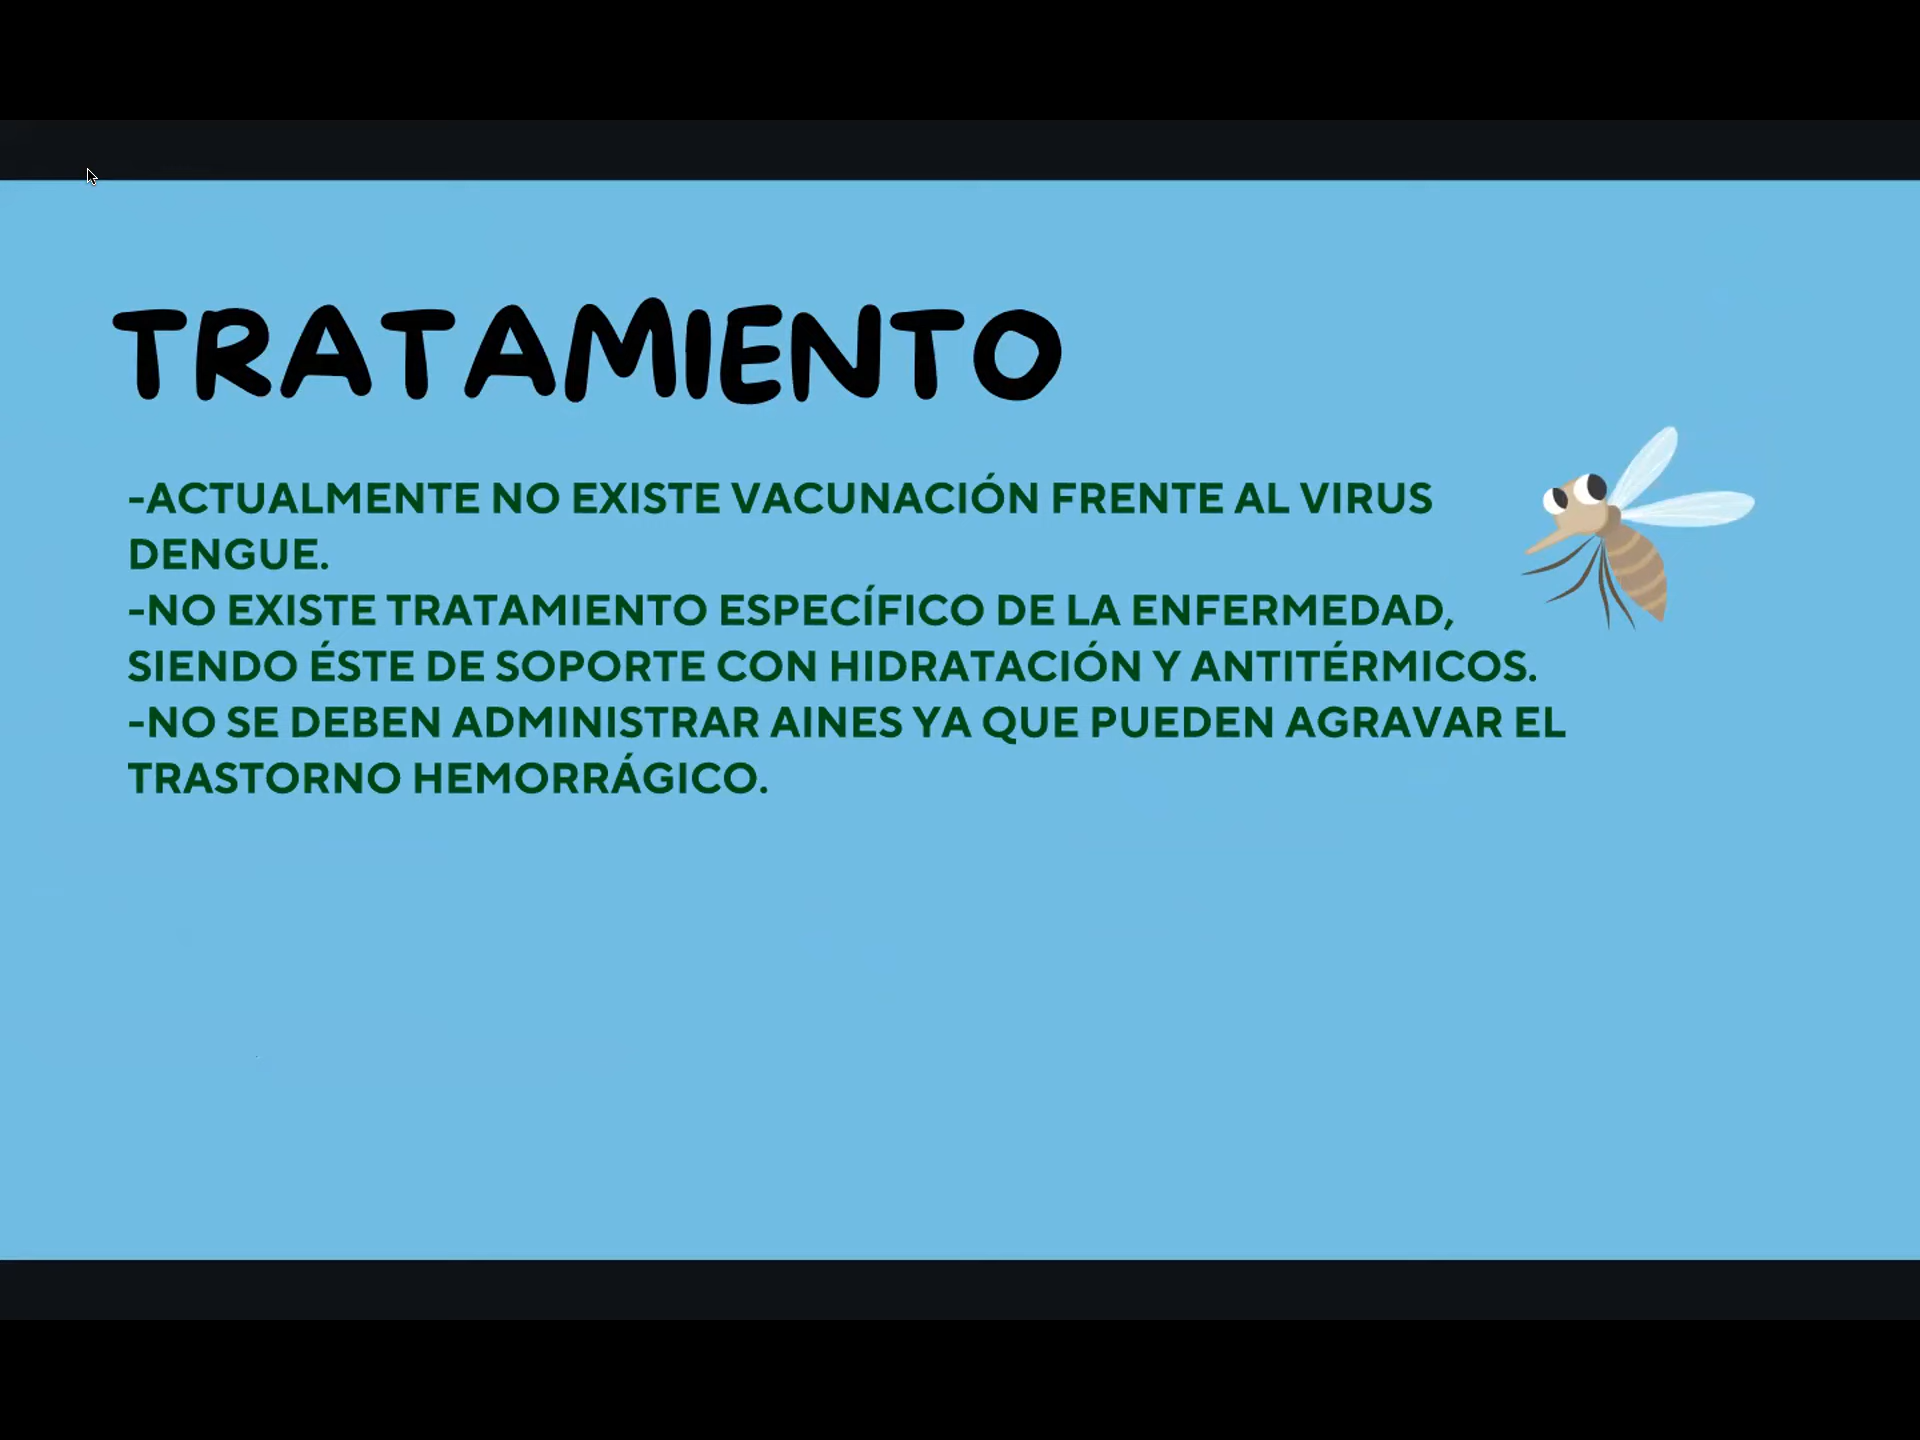 TRATAMIENTO
-ACTUALMENTE NO EXISTE VACUNACIÓN FRENTE AL VIRUS
DENGUE.
-NO EXISTE TRATAMIENTO ESPECÍFICO DE LA ENFERMEDAD,
SIENDO ÉSTE DE SOPORTE CON HIDRATACIÓN Y ANTITÉRMICOS.
-NO SE DEBEN ADMINISTRAR AINES YA QUE PUEDEN AGRAVAR EL
TRASTORNO HEMORRÁGICO.